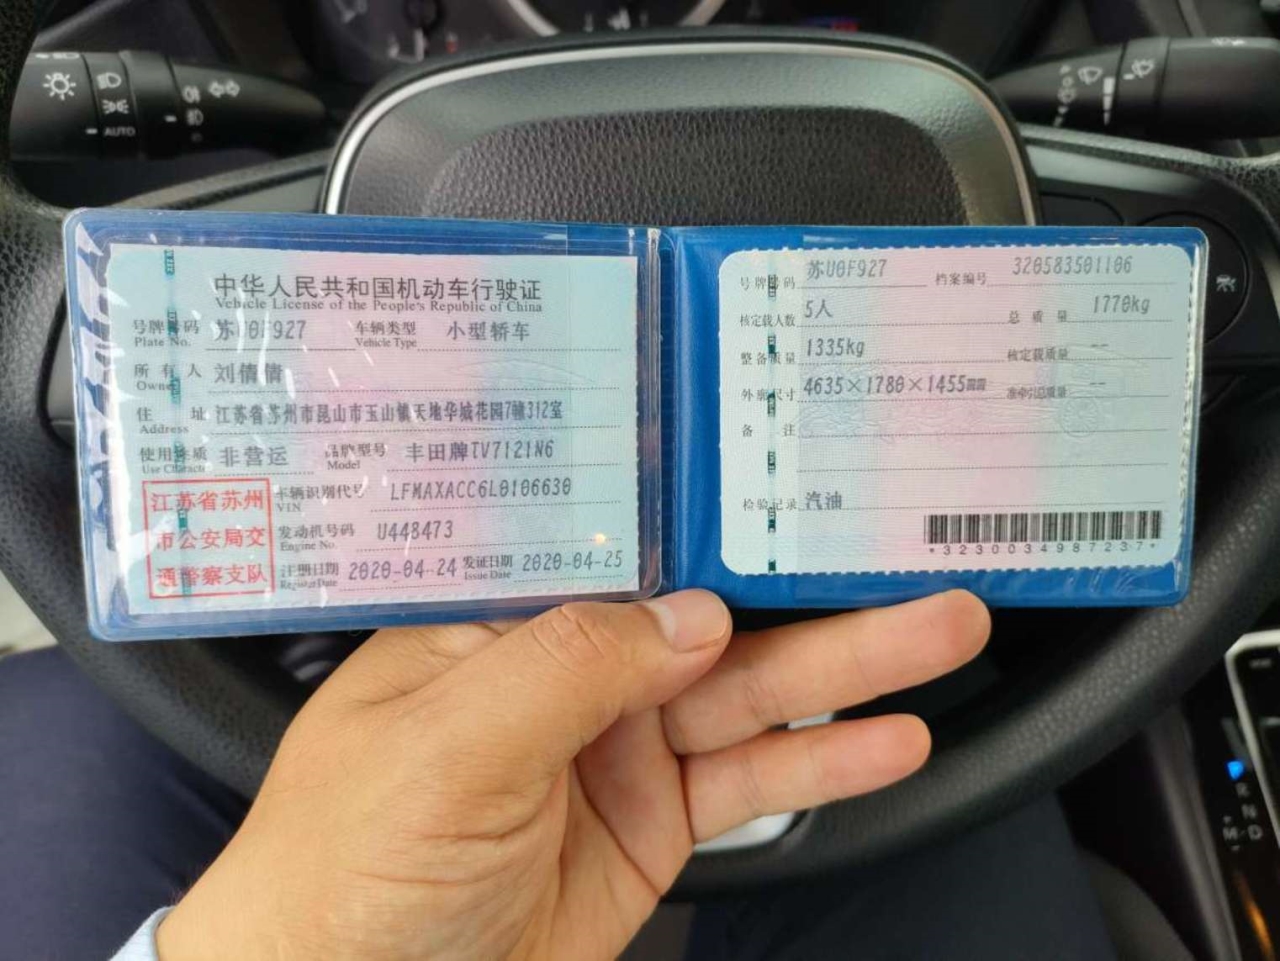 中华人民共和国机动车行驶证
Vehicle License of the People's Republic of China
号牌号码 苏U0F927 车辆类型 小型轿车
Plate No. Vehicle Type
所有人 刘倩倩
Owner
住址 江苏省苏州市昆山市玉山镇天地华城花园7幢312室
Address
使用性质 非营运 品牌型号 丰田牌TV7121N6
Use Character Model
江苏省苏州
市公安局交
通警察支队
车辆识别代号 LFMAXACC6L0106630
VIN
发动机号码 U448473
Engine No.
注册日期 2020-04-24 发证日期 2020-04-25
Register Date Issue Date
号牌号码 苏U0F927 档案编号 320583501106
核定载人数 5人 总质量 1770kg
整备质量 1335kg 核定载质量 --
外廓尺寸 4635×1780×1455mm 准牵引总质量 --
备注
检验记录 汽油
*3230034987237*
AUTO
R
N
M-D